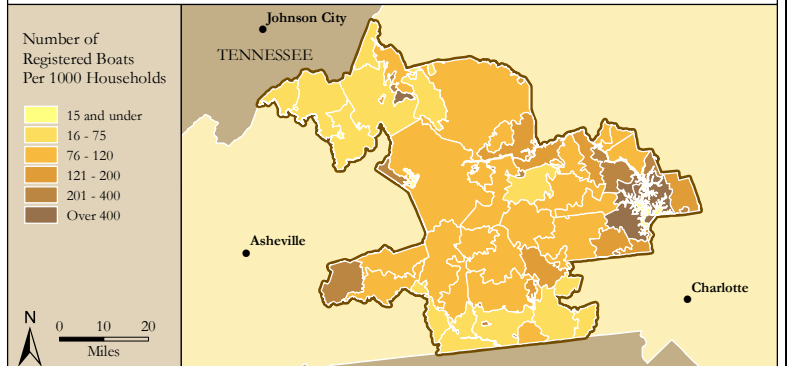 Johnson City
TENNESSEE
Number of
Registered Boats
Per 1000 Households
15 and under
16 - 75
76 - 120
121 - 200
201 - 400
Over 400
Asheville
Charlotte
N
0 10 20
Miles